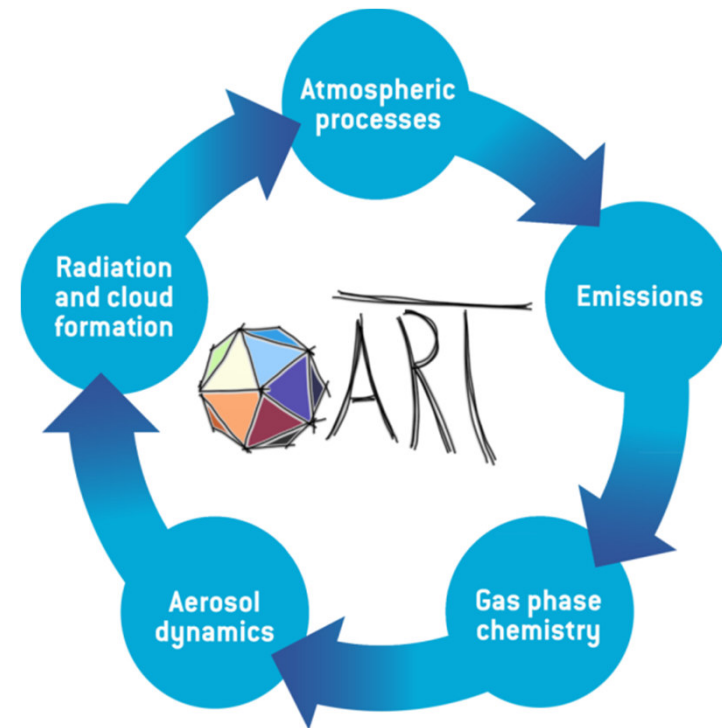 Atmospheric
processes
Emissions
Gas phase
chemistry
Aerosol
dynamics
Radiation
and cloud
formation
ART